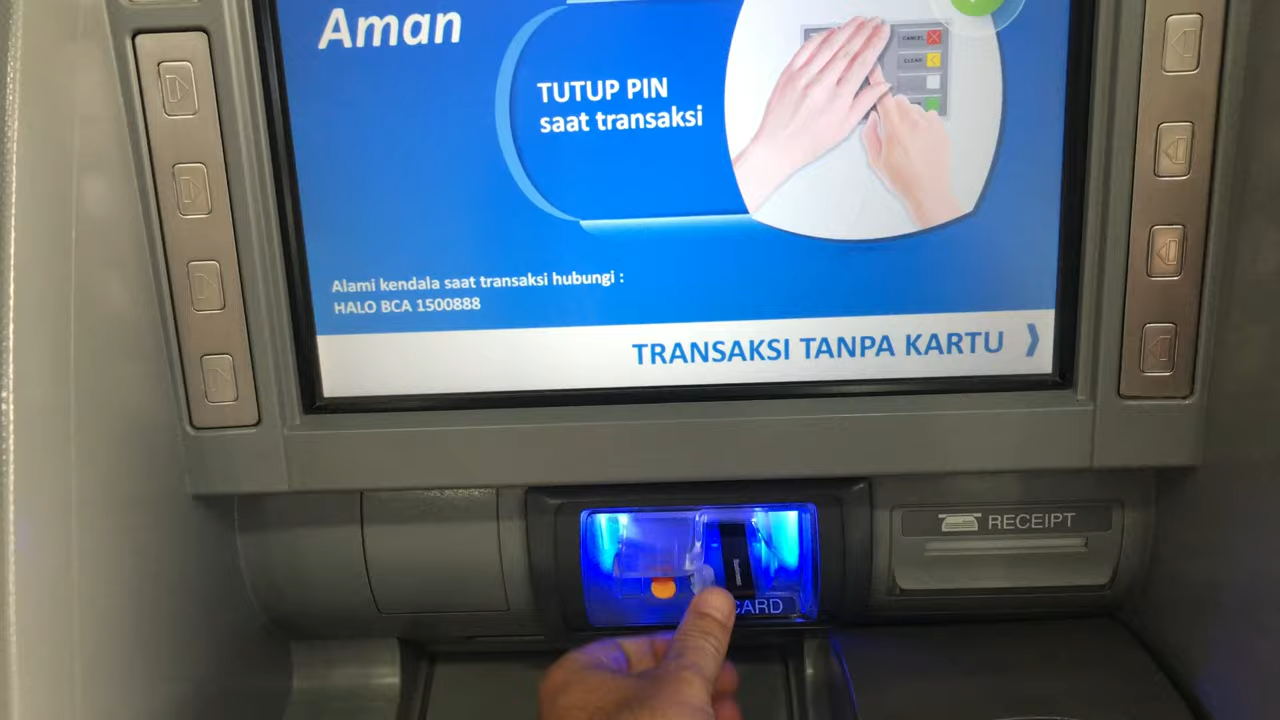 Aman
TUTUP PIN
saat transaksi
CANCEL
CLEAR
Alami kendala saat transaksi hubungi :
HALO BCA 1500888
TRANSAKSI TANPA KARTU
RECEIPT
CARD